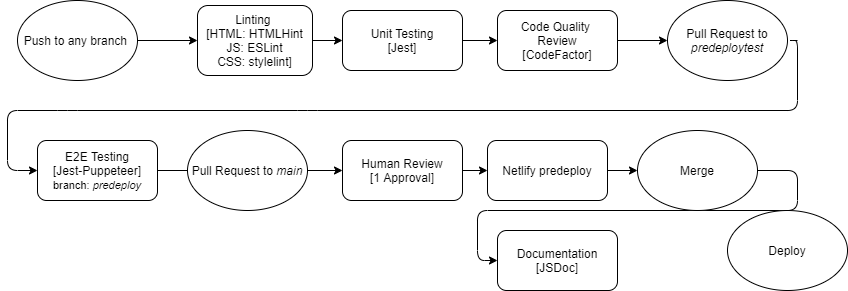 Push to any branch
Linting
[HTML: HTMLHint
JS: ESLint
CSS: stylelint]
Unit Testing
[Jest]
Code Quality
Review
[CodeFactor]
Pull Request to
predeploytest
E2E Testing
[Jest-Puppeteer]
branch: predeploy
Pull Request to main
Human Review
[1 Approval]
Netlify predeploy
Merge
Documentation
[JSDoc]
Deploy